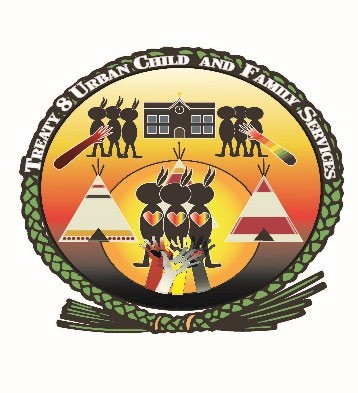 TREATY 8 URBAN CHILD AND FAMILY SERVICES